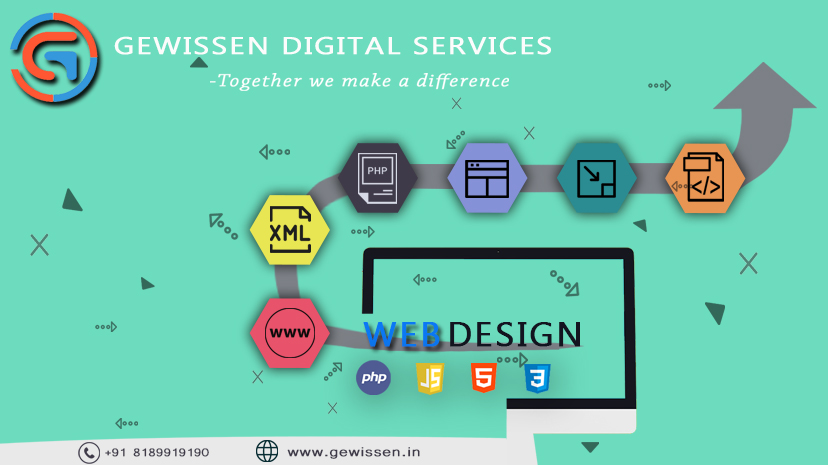 GEWISSEN DIGITAL SERVICES
-Together we make a difference
PHP
XML
WWW
WEB DESIGN
php
JS
5
3
+91 8189919190
www.gewissen.in